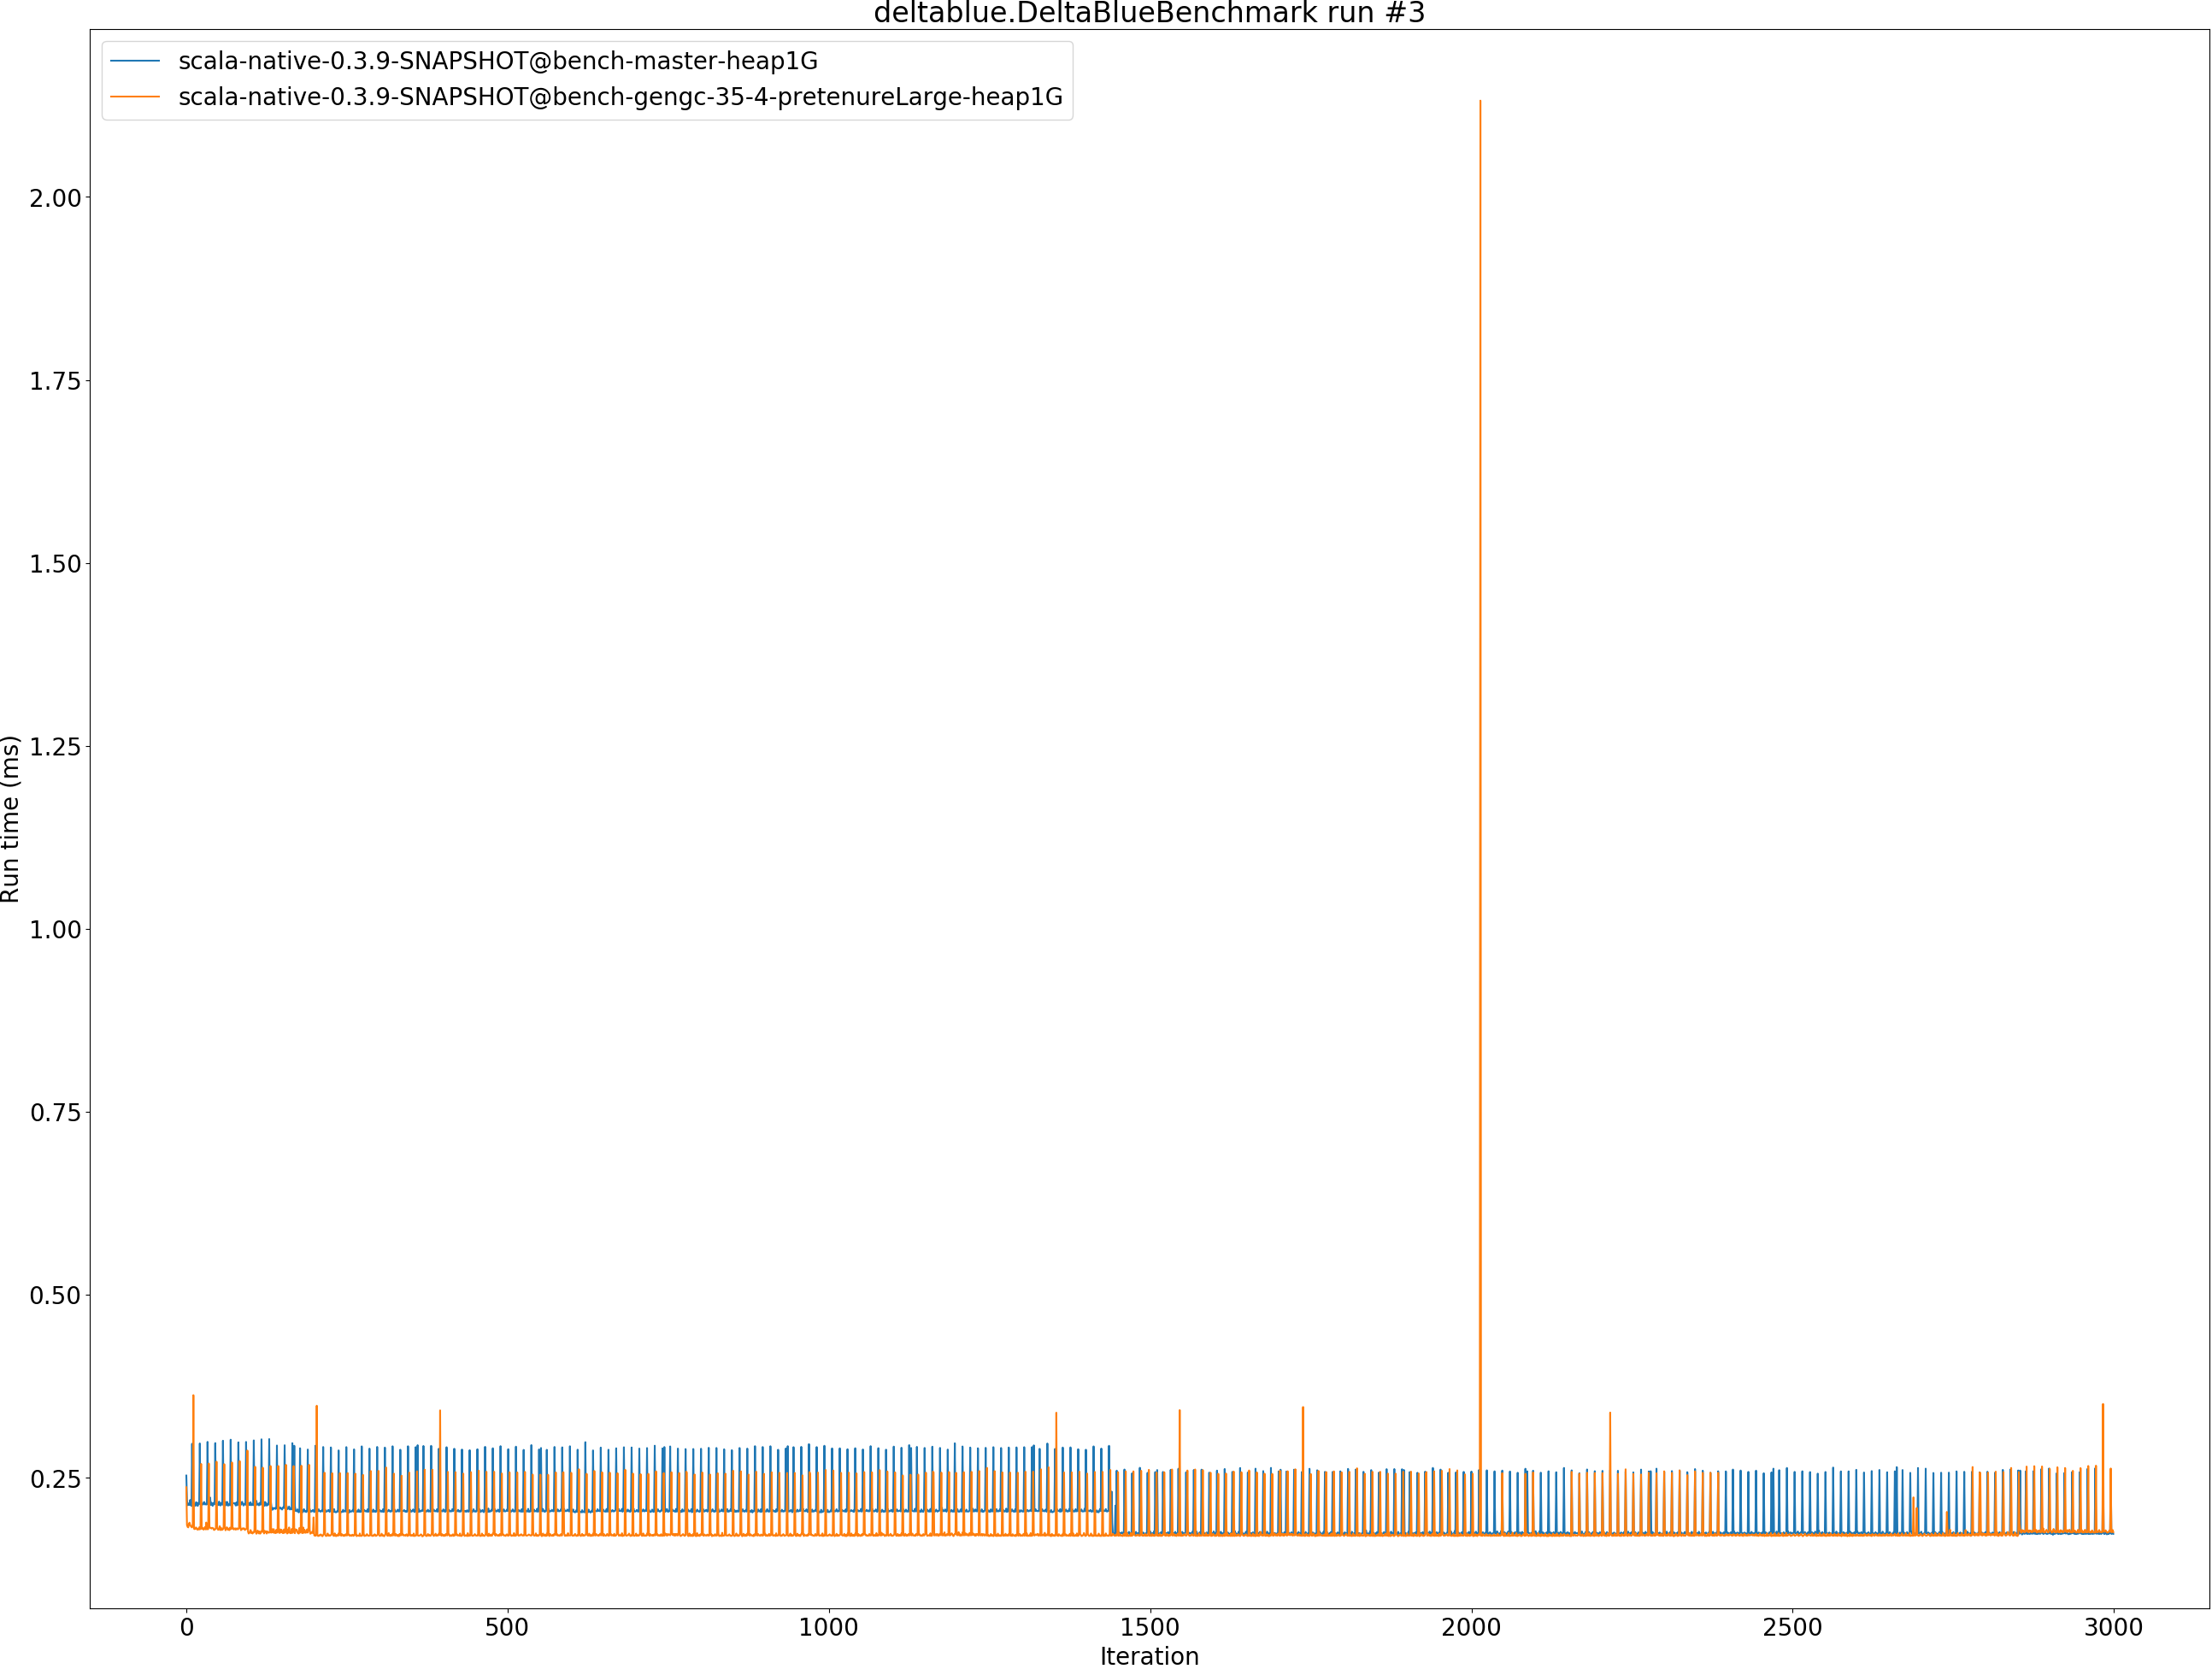 deltablue.DeltaBlueBenchmark run #3
scala-native-0.3.9-SNAPSHOT@bench-master-heap1G
scala-native-0.3.9-SNAPSHOT@bench-gengc-35-4-pretenureLarge-heap1G
2.00
1.75
1.50
1.25
1.00
0.75
0.50
0.25
Run time (ms)
0 500 1000 1500 2000 2500 3000
Iteration